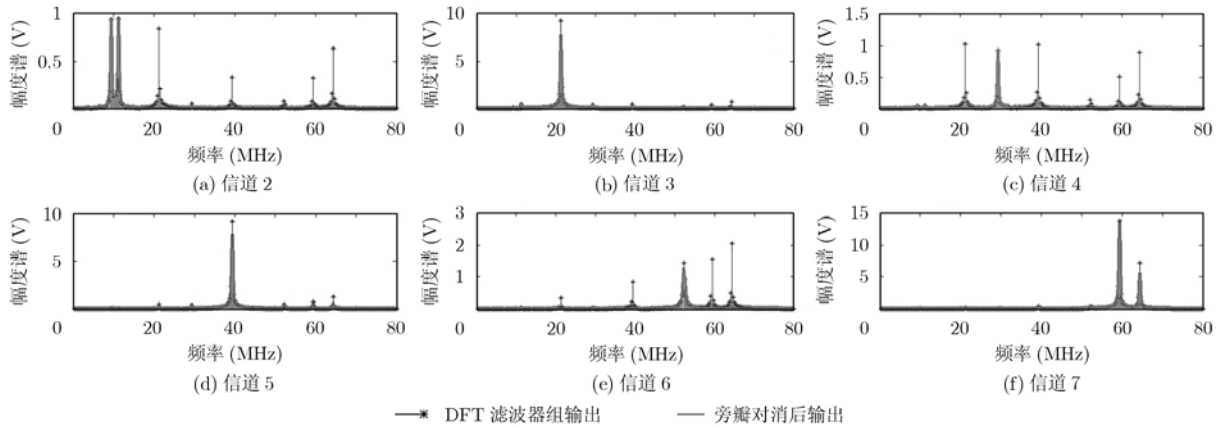 幅度谱 (V)
1
0.5
0 20 40 60 80
频率 (MHz)
(a) 信道 2
幅度谱 (V)
10
5
0 20 40 60 80
频率 (MHz)
(b) 信道 3
幅度谱 (V)
1.5
1
0.5
0 20 40 60 80
频率 (MHz)
(c) 信道 4
幅度谱 (V)
10
5
0 20 40 60 80
频率 (MHz)
(d) 信道 5
幅度谱 (V)
3
2
1
0 20 40 60 80
频率 (MHz)
(e) 信道 6
幅度谱 (V)
15
10
5
0 20 40 60 80
频率 (MHz)
(f) 信道 7
DFT 滤波器组输出
旁瓣对消后输出